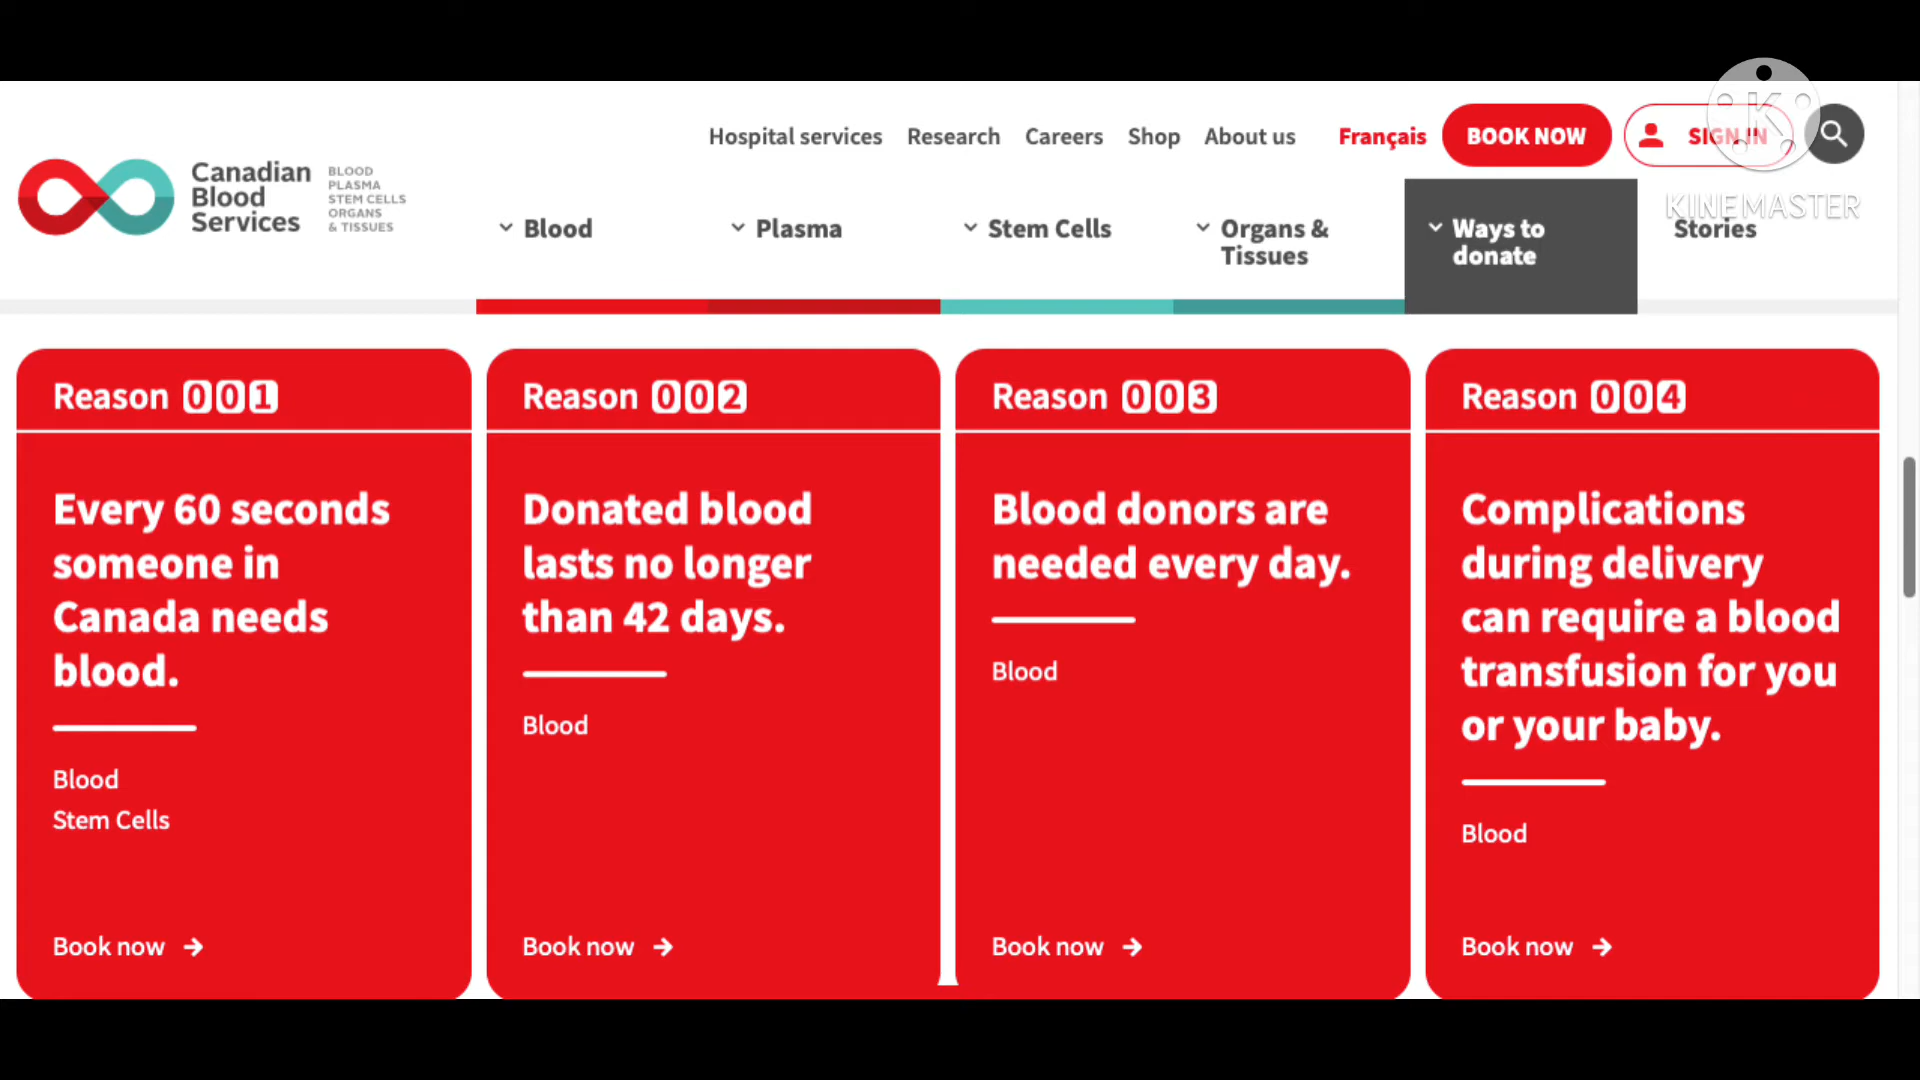 Hospital services Research Careers Shop About us Français BOOK NOW SIGN IN
KINEMASTER
Canadian
Blood
Services
BLOOD
PLASMA
STEM CELLS
ORGANS
& TISSUES
Blood
Plasma
Stem Cells
Organs &
Tissues
Ways to
donate
Stories
Reason 001
Every 60 seconds
someone in
Canada needs
blood.
Blood
Stem Cells
Book now
Reason 002
Donated blood
lasts no longer
than 42 days.
Blood
Book now
Reason 003
Blood donors are
needed every day.
Blood
Book now
Reason 004
Complications
during delivery
can require a blood
transfusion for you
or your baby.
Blood
Book now